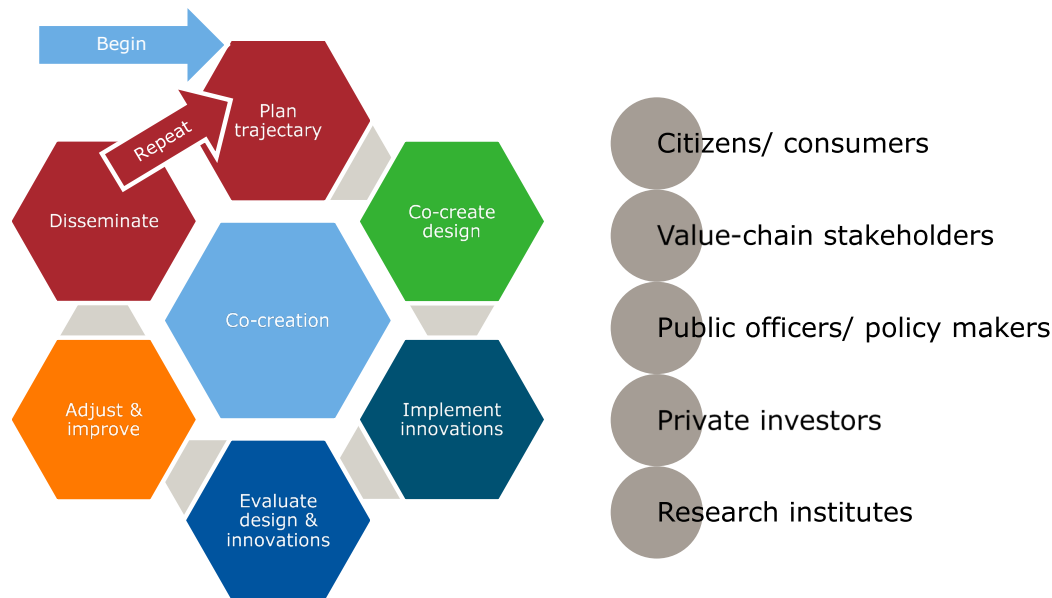 Begin
Plan
trajectory
Repeat
Disseminate
Co-create
design
Co-creation
Adjust &
improve
Implement
innovations
Evaluate
design &
innovations
Citizens/ consumers
Value-chain stakeholders
Public officers/ policy makers
Private investors
Research institutes